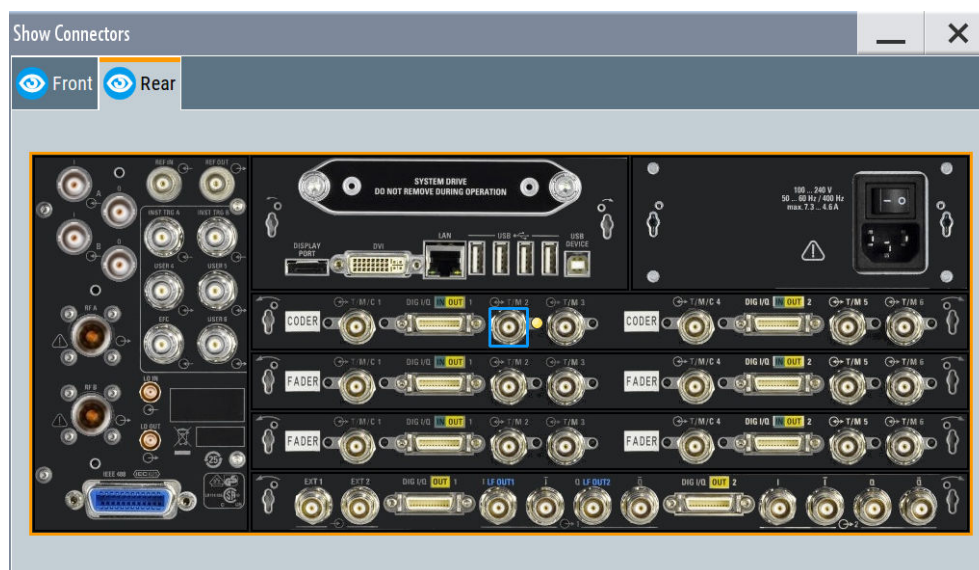 Show Connectors
Front Rear
I REF IN REF OUT
Q
A
INST TRG A INST TRG B
I
Q
B
USER 4 USER 5
RF A
EFC USER 6
RF B
LO IN
LO OUT
25
IEEE 488 IEC 625
SYSTEM DRIVE
DO NOT REMOVE DURING OPERATION
DISPLAY PORT DVI LAN USB USB DEVICE
100 ... 240 V
50 ... 60 Hz / 400 Hz
max. 7.3 ... 4.6 A
T/M/C 1 DIG I/Q IN OUT 1 T/M 2 T/M 3 T/M/C 4 DIG I/Q IN OUT 2 T/M 5 T/M 6
CODER CODER
T/M/C 1 DIG I/Q IN OUT 1 T/M 2 T/M 3 T/M/C 4 DIG I/Q IN OUT 2 T/M 5 T/M 6
FADER FADER
T/M/C 1 DIG I/Q IN OUT 1 T/M 2 T/M 3 T/M/C 4 DIG I/Q IN OUT 2 T/M 5 T/M 6
FADER FADER
EXT 1 EXT 2 DIG I/Q OUT 1 I LF OUT1 Ī Q LF OUT2 Q̄ DIG I/Q OUT 2 I Ī Q Q̄
1 2